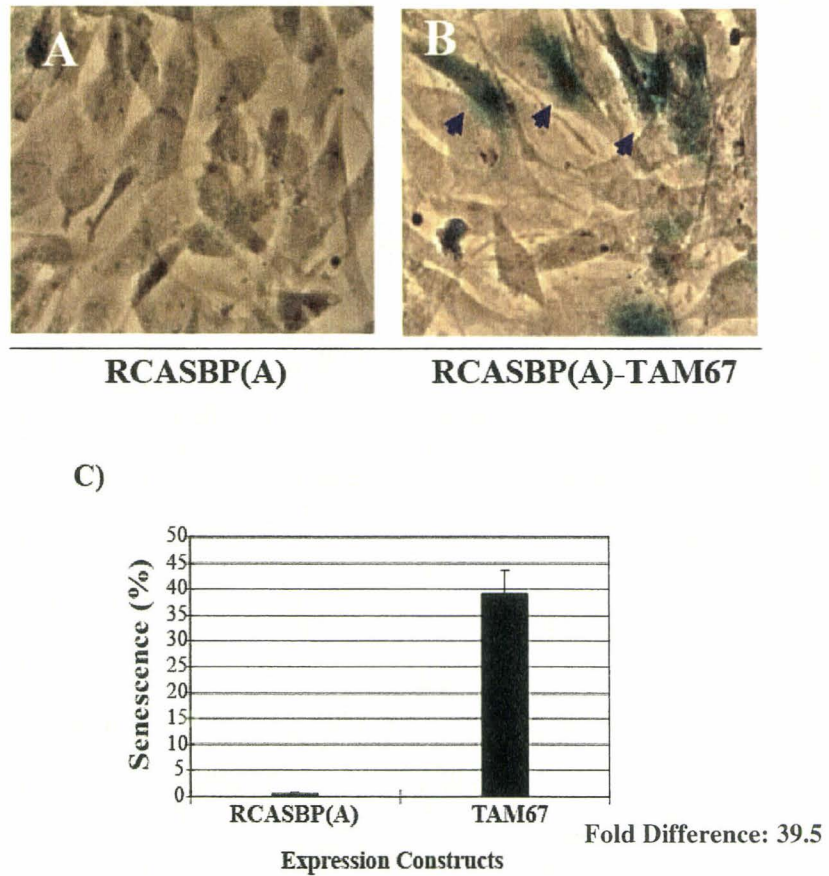 A
B
RCASBP(A)
RCASBP(A)-TAM67
C)
50
45
40
35
30
25
20
15
10
5
0
Senescence (%)
RCASBP(A)
TAM67
Fold Difference: 39.5
Expression Constructs